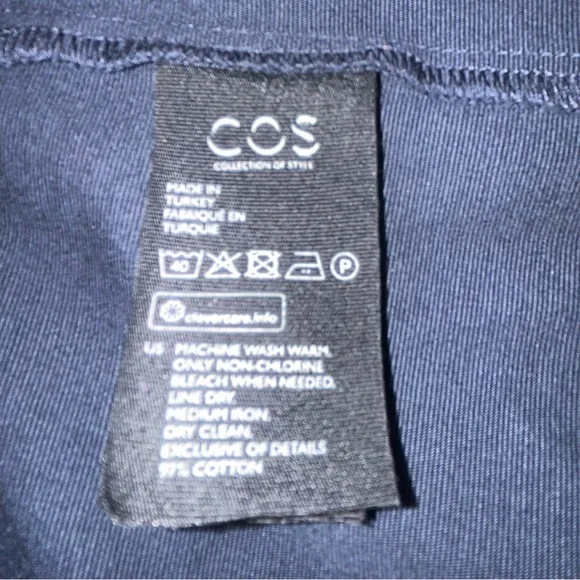 COS
COLLECTION OF STYLE
MADE IN
TURKEY
FABRIQUÉ EN
TURQUIE
40 P
clevercare.info
US MACHINE WASH WARM.
ONLY NON-CHLORINE
BLEACH WHEN NEEDED.
LINE DRY.
MEDIUM IRON.
DRY CLEAN.
EXCLUSIVE OF DETAILS
97% COTTON